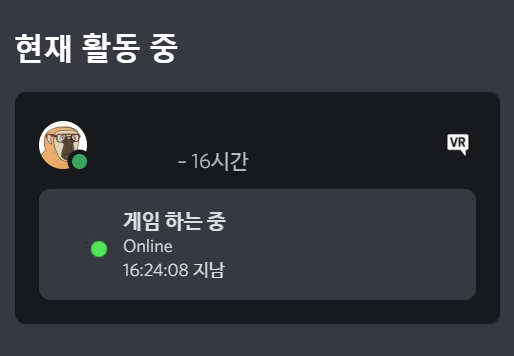 현재 활동 중
- 16시간
VR
게임 하는 중
Online
16:24:08 지남